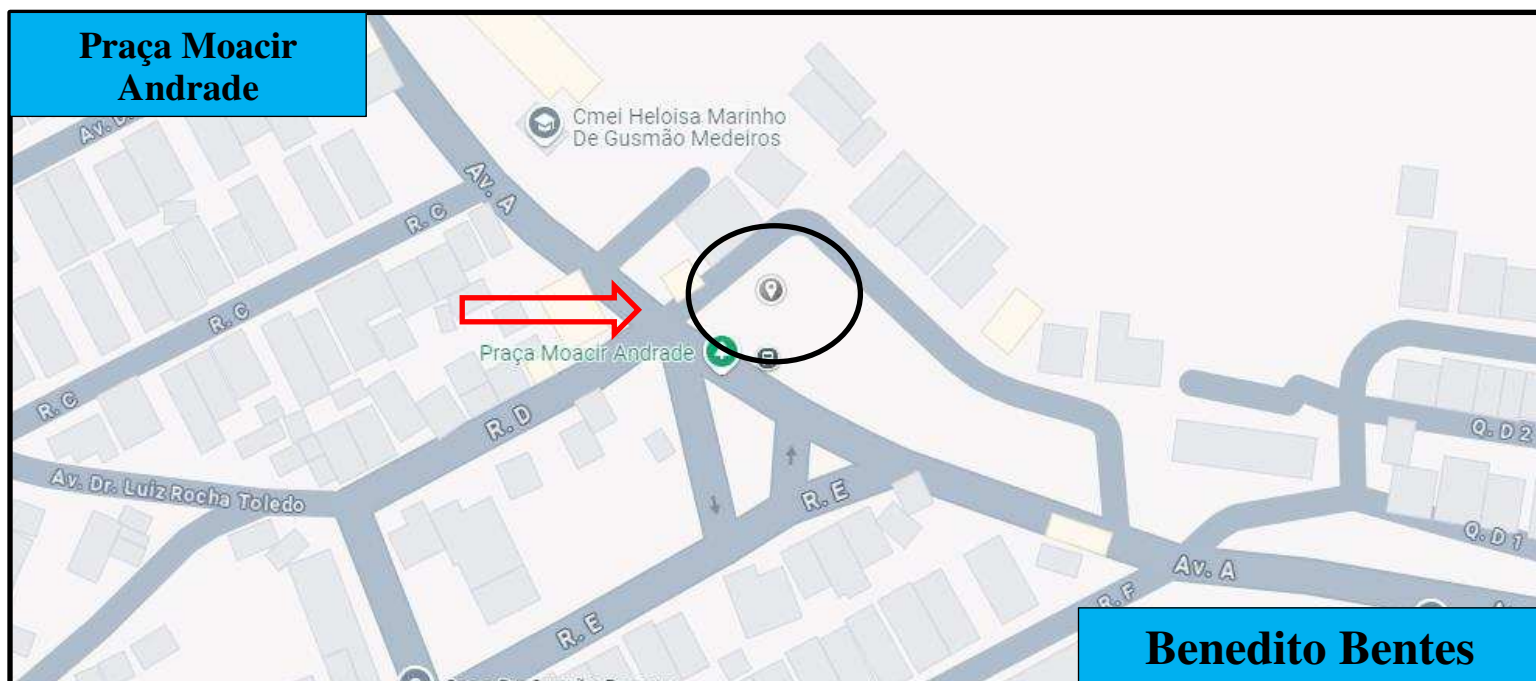 Praça Moacir
Andrade
Cmei Heloisa Marinho
De Gusmão Medeiros
Av. A
R. C
R. C
R. C
Praça Moacir Andrade
R. D
Av. Dr. Luiz Rocha Toledo
R. E
R. E
Q. D 2
Q. D 1
Av. A
R. F
Benedito Bentes